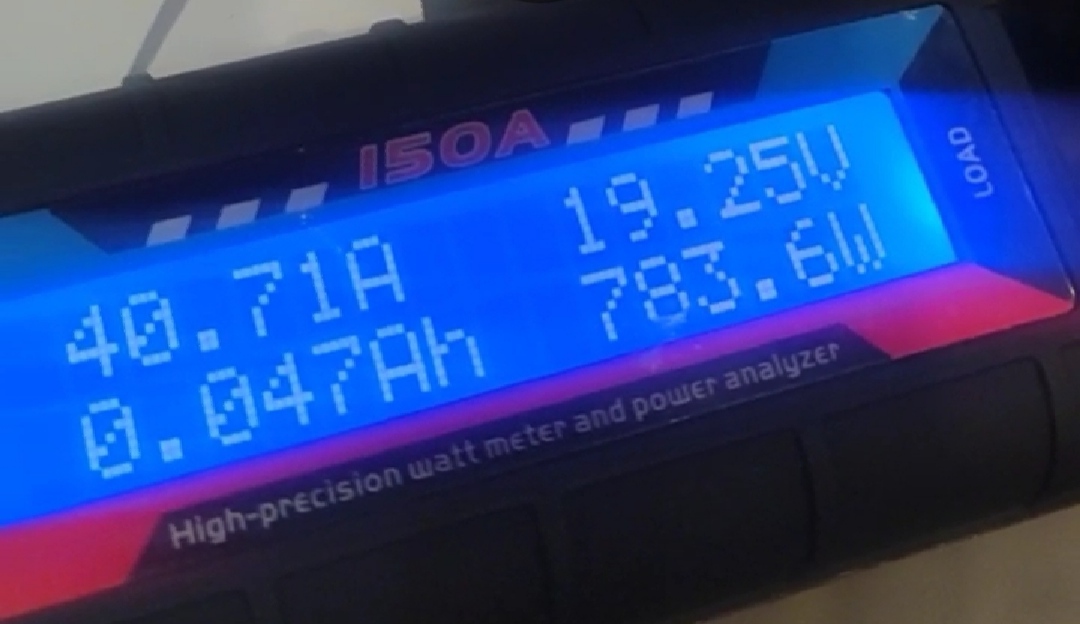 150A
40.71A 19.25V
0.047Ah 783.6W
LOAD
High-precision watt meter and power analyzer